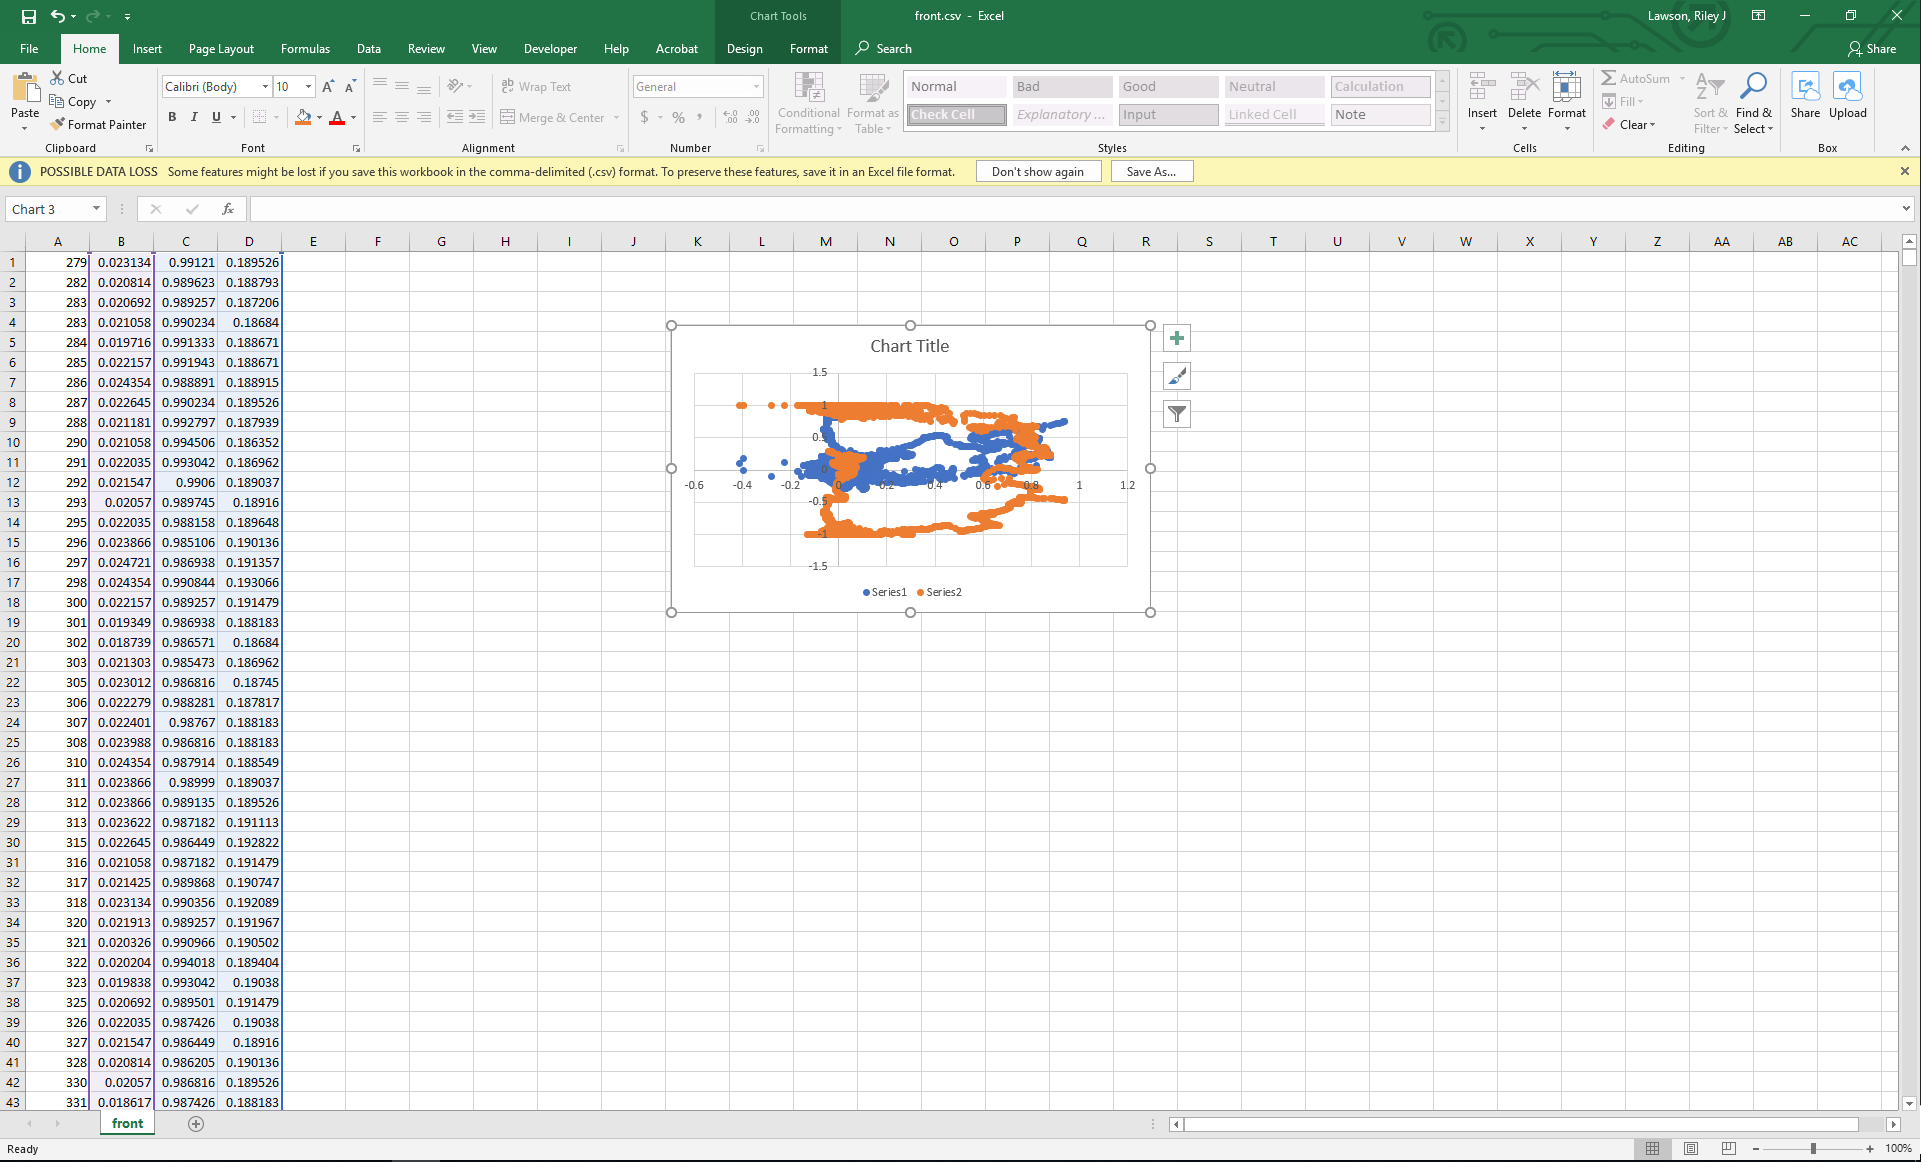 Chart Tools
front.csv - Excel
Lawson, Riley J
File Home Insert Page Layout Formulas Data Review View Developer Help Acrobat Design Format Search Share
Paste
Cut
Copy
Format Painter
Clipboard
Calibri (Body) 10
A A
B I U A
Font
ab Wrap Text
Merge & Center
Alignment
General
$ % ,
Number
Conditional Formatting
Format as Table
Normal Bad Good Neutral Calculation
Check Cell Explanatory ... Input Linked Cell Note
Styles
Insert Delete Format
Cells
AutoSum
Fill
Clear
Sort & Filter
Find & Select
Editing
Share Upload
Box
POSSIBLE DATA LOSS Some features might be lost if you save this workbook in the comma-delimited (.csv) format. To preserve these features, save it in an Excel file format. Don't show again Save As...
Chart 3 fx
A B C D E F G H I J K L M N O P Q R S T U V W X Y Z AA AB AC
1 279 0.023134 0.99121 0.189526
2 282 0.020814 0.989623 0.188793
3 283 0.020692 0.989257 0.187206
4 283 0.021058 0.990234 0.18684
5 284 0.019716 0.991333 0.188671
6 285 0.022157 0.991943 0.188671
7 286 0.024354 0.988891 0.188915
8 287 0.022645 0.990234 0.189526
9 288 0.021181 0.992797 0.187939
10 290 0.021058 0.994506 0.186352
11 291 0.022035 0.993042 0.186962
12 292 0.021547 0.9906 0.189037
13 293 0.02057 0.989745 0.18916
14 295 0.022035 0.988158 0.189648
15 296 0.023866 0.985106 0.190136
16 297 0.024721 0.986938 0.191357
17 298 0.024354 0.990844 0.193066
18 300 0.022157 0.989257 0.191479
19 301 0.019349 0.986938 0.188183
20 302 0.018739 0.986571 0.18684
21 303 0.021303 0.985473 0.186962
22 305 0.023012 0.986816 0.18745
23 306 0.022279 0.988281 0.187817
24 307 0.022401 0.98767 0.188183
25 308 0.023988 0.986816 0.188183
26 310 0.024354 0.987914 0.188549
27 311 0.023866 0.98999 0.189037
28 312 0.023866 0.989135 0.189526
29 313 0.023622 0.987182 0.191113
30 315 0.022645 0.986449 0.192822
31 316 0.021058 0.987182 0.191479
32 317 0.021425 0.989868 0.190747
33 318 0.023134 0.990356 0.192089
34 320 0.021913 0.989257 0.191967
35 321 0.020326 0.990966 0.190502
36 322 0.020204 0.994018 0.189404
37 323 0.019838 0.993042 0.19038
38 325 0.020692 0.989501 0.191479
39 326 0.022035 0.987426 0.19038
40 327 0.021547 0.986449 0.18916
41 328 0.020814 0.986205 0.190136
42 330 0.02057 0.986816 0.189526
43 331 0.018617 0.987426 0.188183
Chart Title
1.5
1
0.5
0
-0.6 -0.4 -0.2 0 0.2 0.4 0.6 0.8 1 1.2
-0.5
-1
-1.5
Series1 Series2
front
Ready
100%